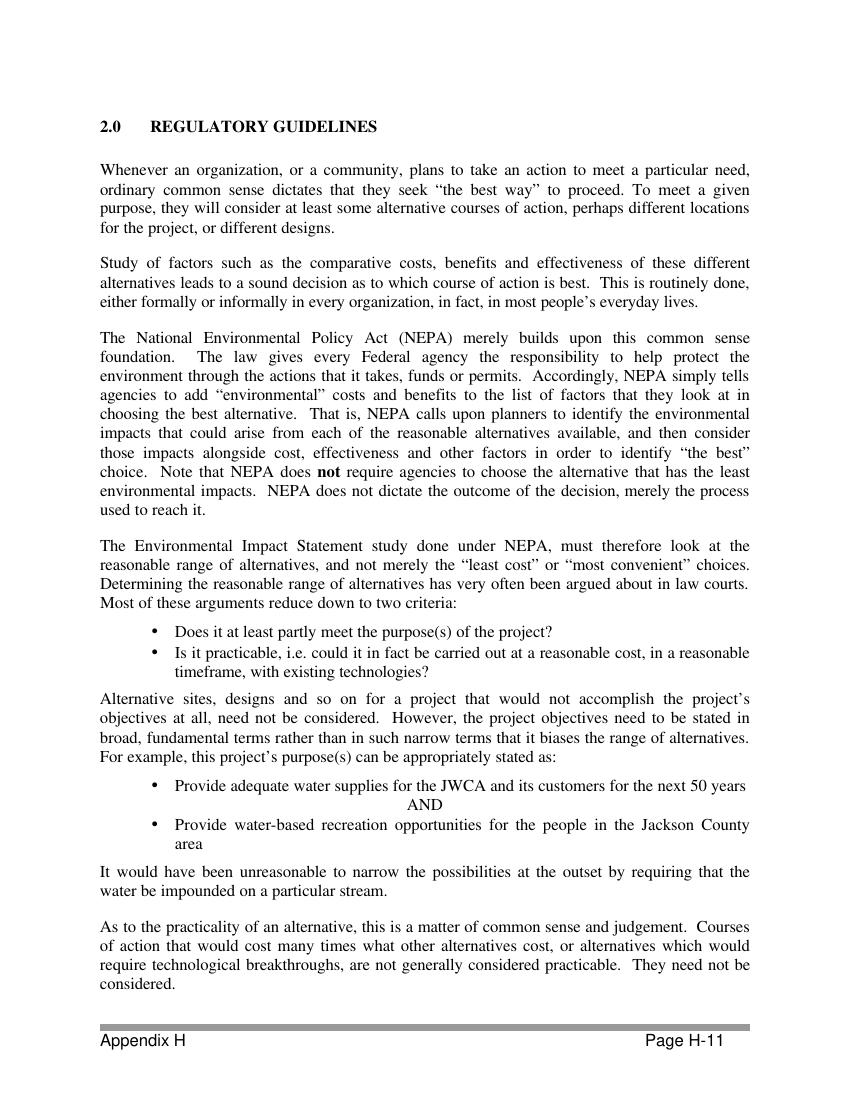 2.0 REGULATORY GUIDELINES
Whenever an organization, or a community, plans to take an action to meet a particular need,
ordinary common sense dictates that they seek “the best way” to proceed. To meet a given
purpose, they will consider at least some alternative courses of action, perhaps different locations
for the project, or different designs.
Study of factors such as the comparative costs, benefits and effectiveness of these different
alternatives leads to a sound decision as to which course of action is best. This is routinely done,
either formally or informally in every organization, in fact, in most people’s everyday lives.
The National Environmental Policy Act (NEPA) merely builds upon this common sense
foundation. The law gives every Federal agency the responsibility to help protect the
environment through the actions that it takes, funds or permits. Accordingly, NEPA simply tells
agencies to add “environmental” costs and benefits to the list of factors that they look at in
choosing the best alternative. That is, NEPA calls upon planners to identify the environmental
impacts that could arise from each of the reasonable alternatives available, and then consider
those impacts alongside cost, effectiveness and other factors in order to identify “the best”
choice. Note that NEPA does not require agencies to choose the alternative that has the least
environmental impacts. NEPA does not dictate the outcome of the decision, merely the process
used to reach it.
The Environmental Impact Statement study done under NEPA, must therefore look at the
reasonable range of alternatives, and not merely the “least cost” or “most convenient” choices.
Determining the reasonable range of alternatives has very often been argued about in law courts.
Most of these arguments reduce down to two criteria:
• Does it at least partly meet the purpose(s) of the project?
• Is it practicable, i.e. could it in fact be carried out at a reasonable cost, in a reasonable
timeframe, with existing technologies?
Alternative sites, designs and so on for a project that would not accomplish the project’s
objectives at all, need not be considered. However, the project objectives need to be stated in
broad, fundamental terms rather than in such narrow terms that it biases the range of alternatives.
For example, this project’s purpose(s) can be appropriately stated as:
• Provide adequate water supplies for the JWCA and its customers for the next 50 years
AND
• Provide water-based recreation opportunities for the people in the Jackson County
area
It would have been unreasonable to narrow the possibilities at the outset by requiring that the
water be impounded on a particular stream.
As to the practicality of an alternative, this is a matter of common sense and judgement. Courses
of action that would cost many times what other alternatives cost, or alternatives which would
require technological breakthroughs, are not generally considered practicable. They need not be
considered.
Appendix H Page H-11